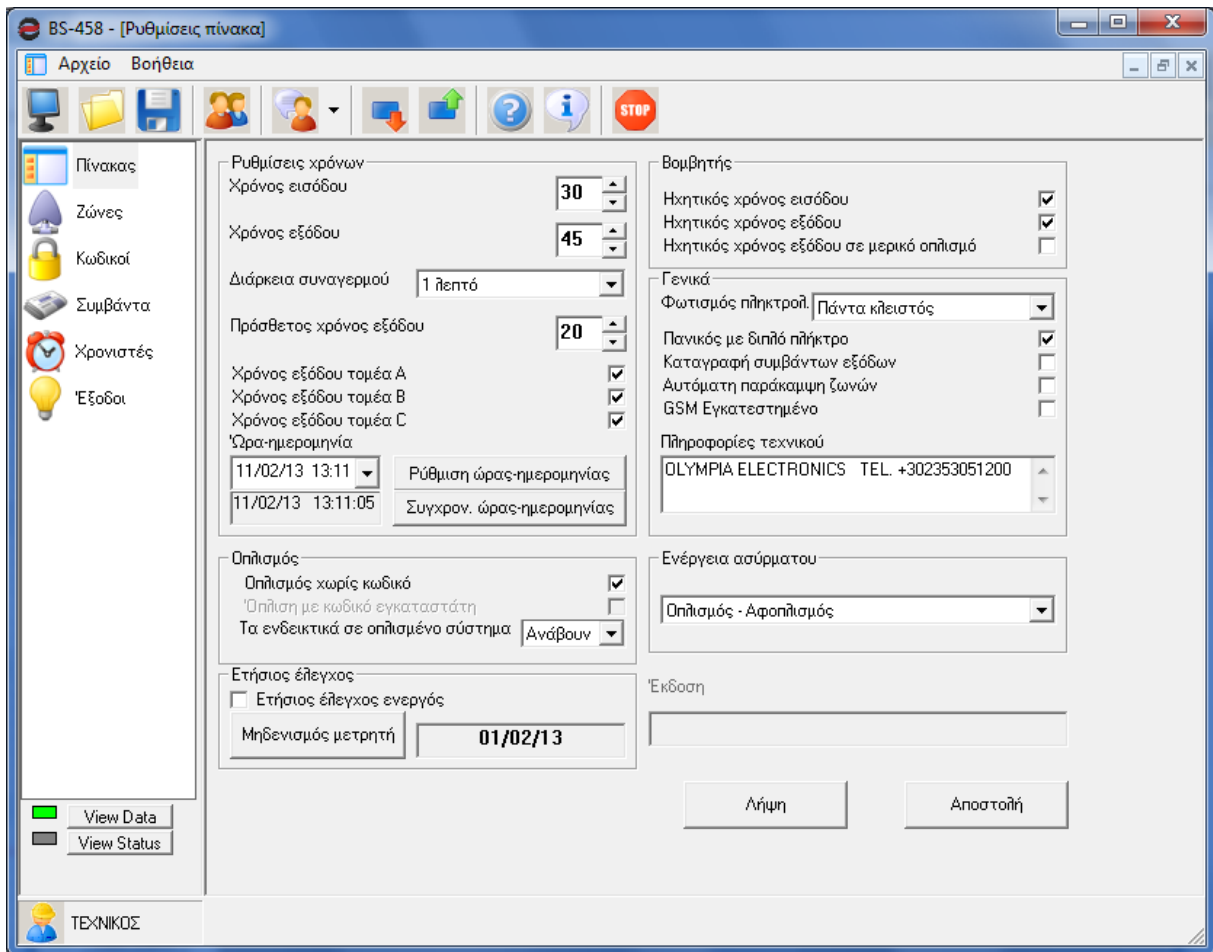 BS-458 - [Ρυθμίσεις πίνακα]
Αρχείο Βοήθεια
STOP
Πίνακας
Ζώνες
Κωδικοί
Συμβάντα
Χρονιστές
Έξοδοι
View Data
View Status
ΤΕΧΝΙΚΟΣ
Ρυθμίσεις χρόνων
Χρόνος εισόδου 30
Χρόνος εξόδου 45
Διάρκεια συναγερμού 1 λεπτό
Πρόσθετος χρόνος εξόδου 20
Χρόνος εξόδου τομέα Α
Χρόνος εξόδου τομέα Β
Χρόνος εξόδου τομέα C
Ώρα-ημερομηνία
11/02/13 13:11 Ρύθμιση ώρας-ημερομηνίας
11/02/13 13:11:05 Συγχρον. ώρας-ημερομηνίας
Οπλισμός
Οπλισμός χωρίς κωδικό
Όπλιση με κωδικό εγκαταστάτη
Τα ενδεικτικά σε οπλισμένο σύστημα Ανάβουν
Ετήσιος έλεγχος
Ετήσιος έλεγχος ενεργός
Μηδενισμός μετρητή 01/02/13
Βομβητής
Ηχητικός χρόνος εισόδου
Ηχητικός χρόνος εξόδου
Ηχητικός χρόνος εξόδου σε μερικό οπλισμό
Γενικά
Φωτισμός πληκτρολ. Πάντα κλειστός
Πανικός με διπλό πλήκτρο
Καταγραφή συμβάντων εξόδων
Αυτόματη παράκαμψη ζωνών
GSM Εγκατεστημένο
Πληροφορίες τεχνικού
OLYMPIA ELECTRONICS TEL. +302353051200
Ενέργεια ασύρματου
Οπλισμός - Αφοπλισμός
Έκδοση
Λήψη Αποστολή